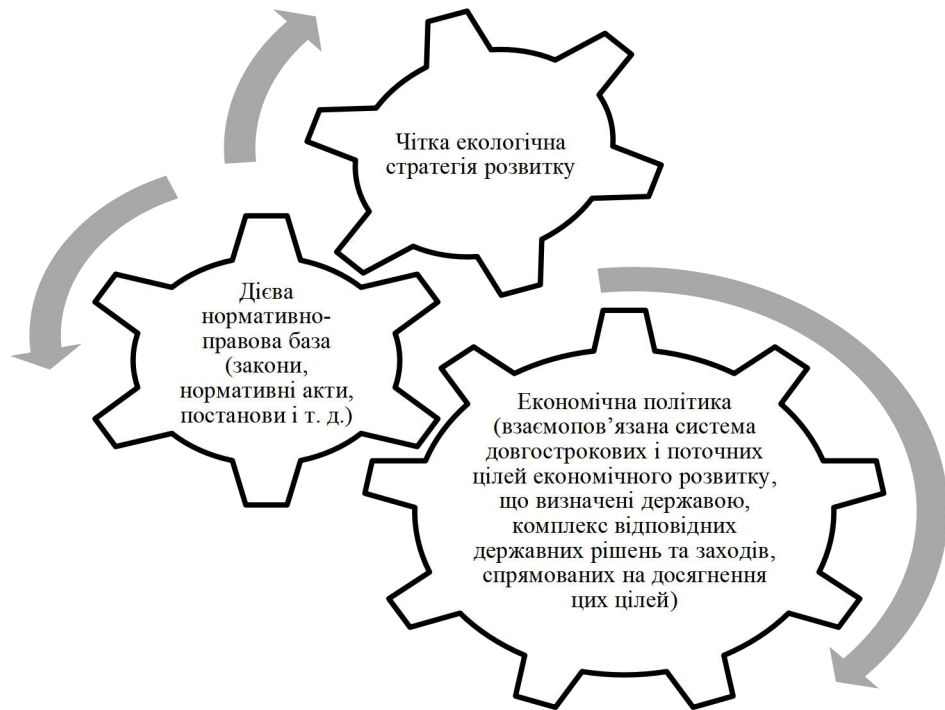 Чітка екологічна
стратегія розвитку
Дієва
нормативно-
правова база
(закони,
нормативні акти,
постанови і т. д.)
Економічна політика
(взаємопов’язана система
довгострокових і поточних
цілей економічного розвитку,
що визначені державою,
комплекс відповідних
державних рішень та заходів,
спрямованих на досягнення
цих цілей)